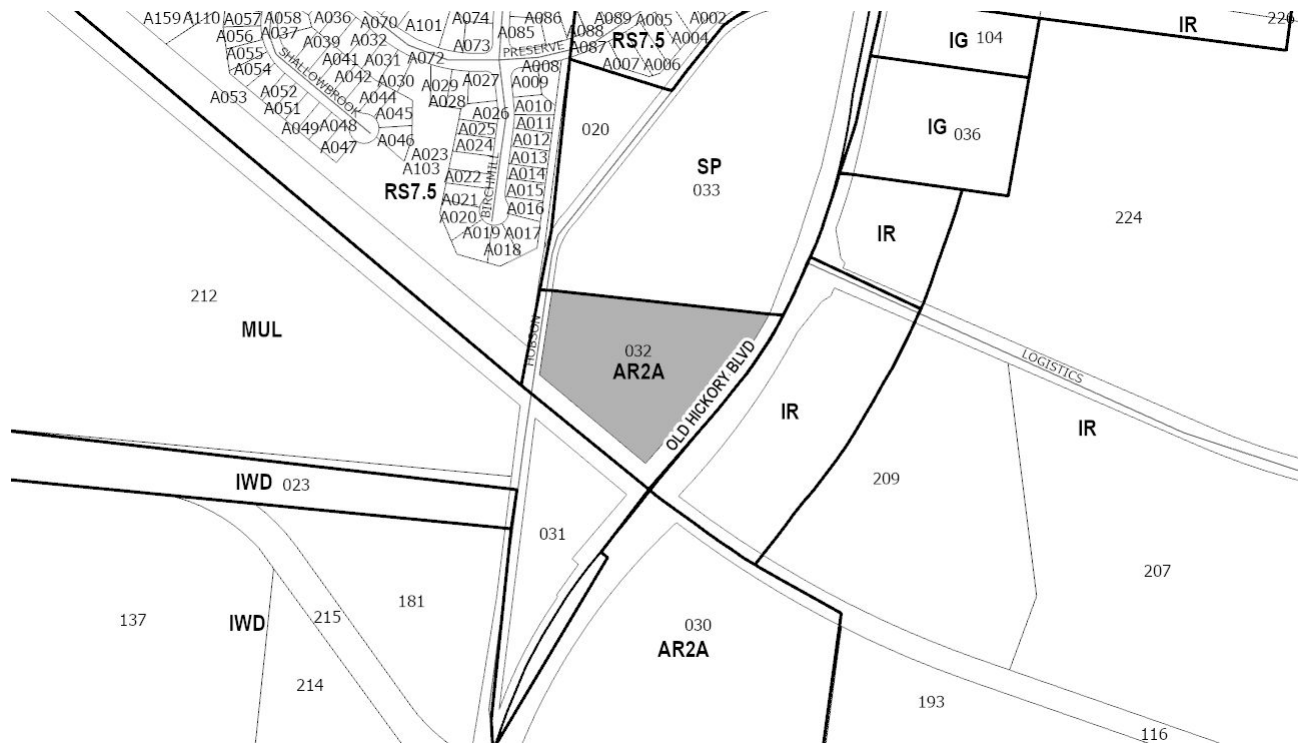 A159 A110 A057 A058 A036 A070 A101 A074 A086 A089 A005 A002 226
A056 A037 A039 A032 A073 A085 A088 A087 RS7.5 A004 IG 104 IR
A055 SHALLOWBROOK A041 A031 A072 PRESERVE A007 A006
A054 A042 A030 A029 A027 A008 A009
A053 A052 A044 A028
A051 A045 A026 A010
A049 A048 A025 A011 020 IG 036
A047 A046 A024 A012
A023 A013
A103 A022 A014 SP
RS7.5 A021 BIRCHMILL A015 033
A020 A016 224
A019 A017 IR
A018
212
MUL
HOBSON
032
AR2A
OLD HICKORY BLVD
LOGISTICS
IR
IR
209
IWD 023
031
207
181
215
137 IWD
030
AR2A
214
193
116